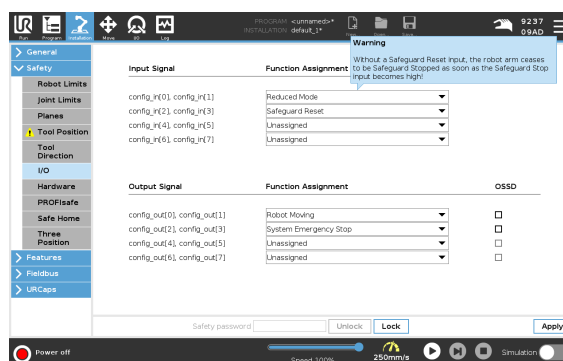 Run
Program
Installation
Move
I/O
Log
PROGRAM <unnamed>*
INSTALLATION default_1*
9237
09AD
Warning
Without a Safeguard Reset input, the robot arm ceases
to be Safeguard Stopped as soon as the Safeguard Stop
input becomes high!
General
Safety
Robot Limits
Joint Limits
Planes
Tool Position
Tool
Direction
I/O
Hardware
PROFIsafe
Safe Home
Three
Position
Features
Fieldbus
URCaps
Input Signal Function Assignment
config_in[0], config_in[1] Reduced Mode
config_in[2], config_in[3] Safeguard Reset
config_in[4], config_in[5] Unassigned
config_in[6], config_in[7] Unassigned
Output Signal Function Assignment OSSD
config_out[0], config_out[1] Robot Moving
config_out[2], config_out[3] System Emergency Stop
config_out[4], config_out[5] Unassigned
config_out[6], config_out[7] Unassigned
Safety password Unlock Lock Apply
Power off
Speed 100%
250mm/s
Simulation